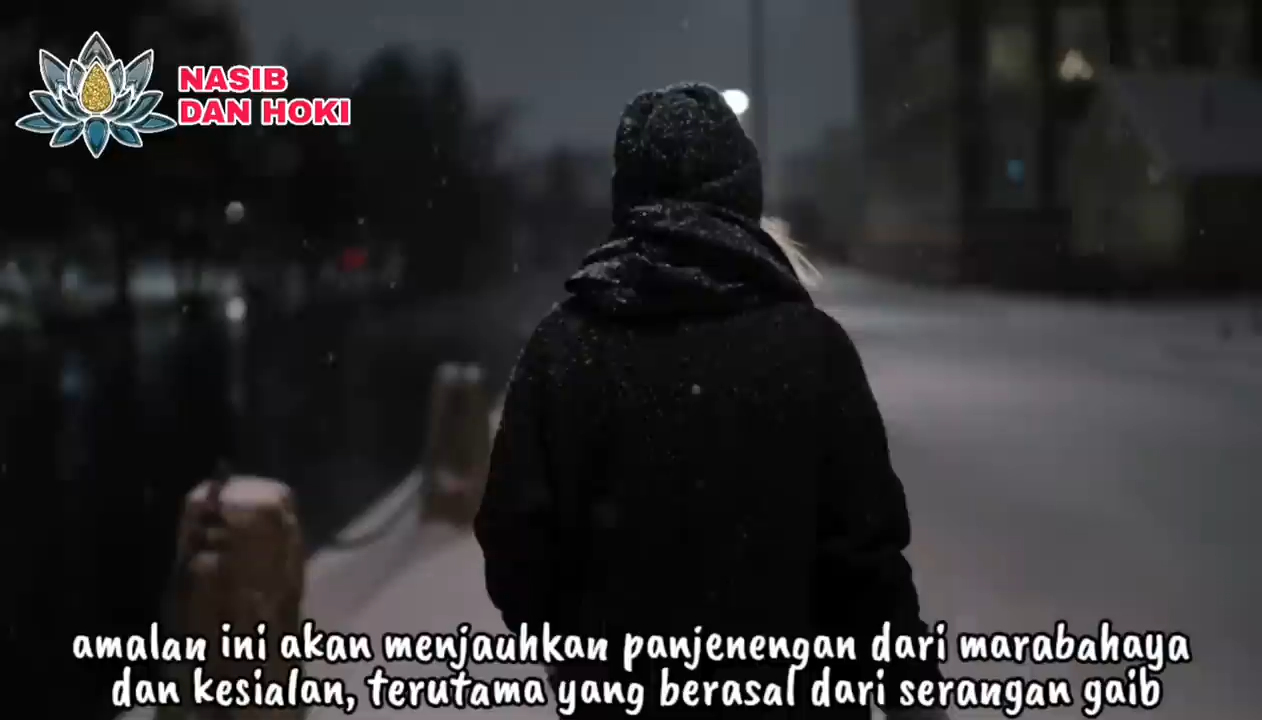 NASIB
DAN HOKI
amalan ini akan menjauhkan panjenengan dari marabahaya
dan kesialan, terutama yang berasal dari serangan gaib